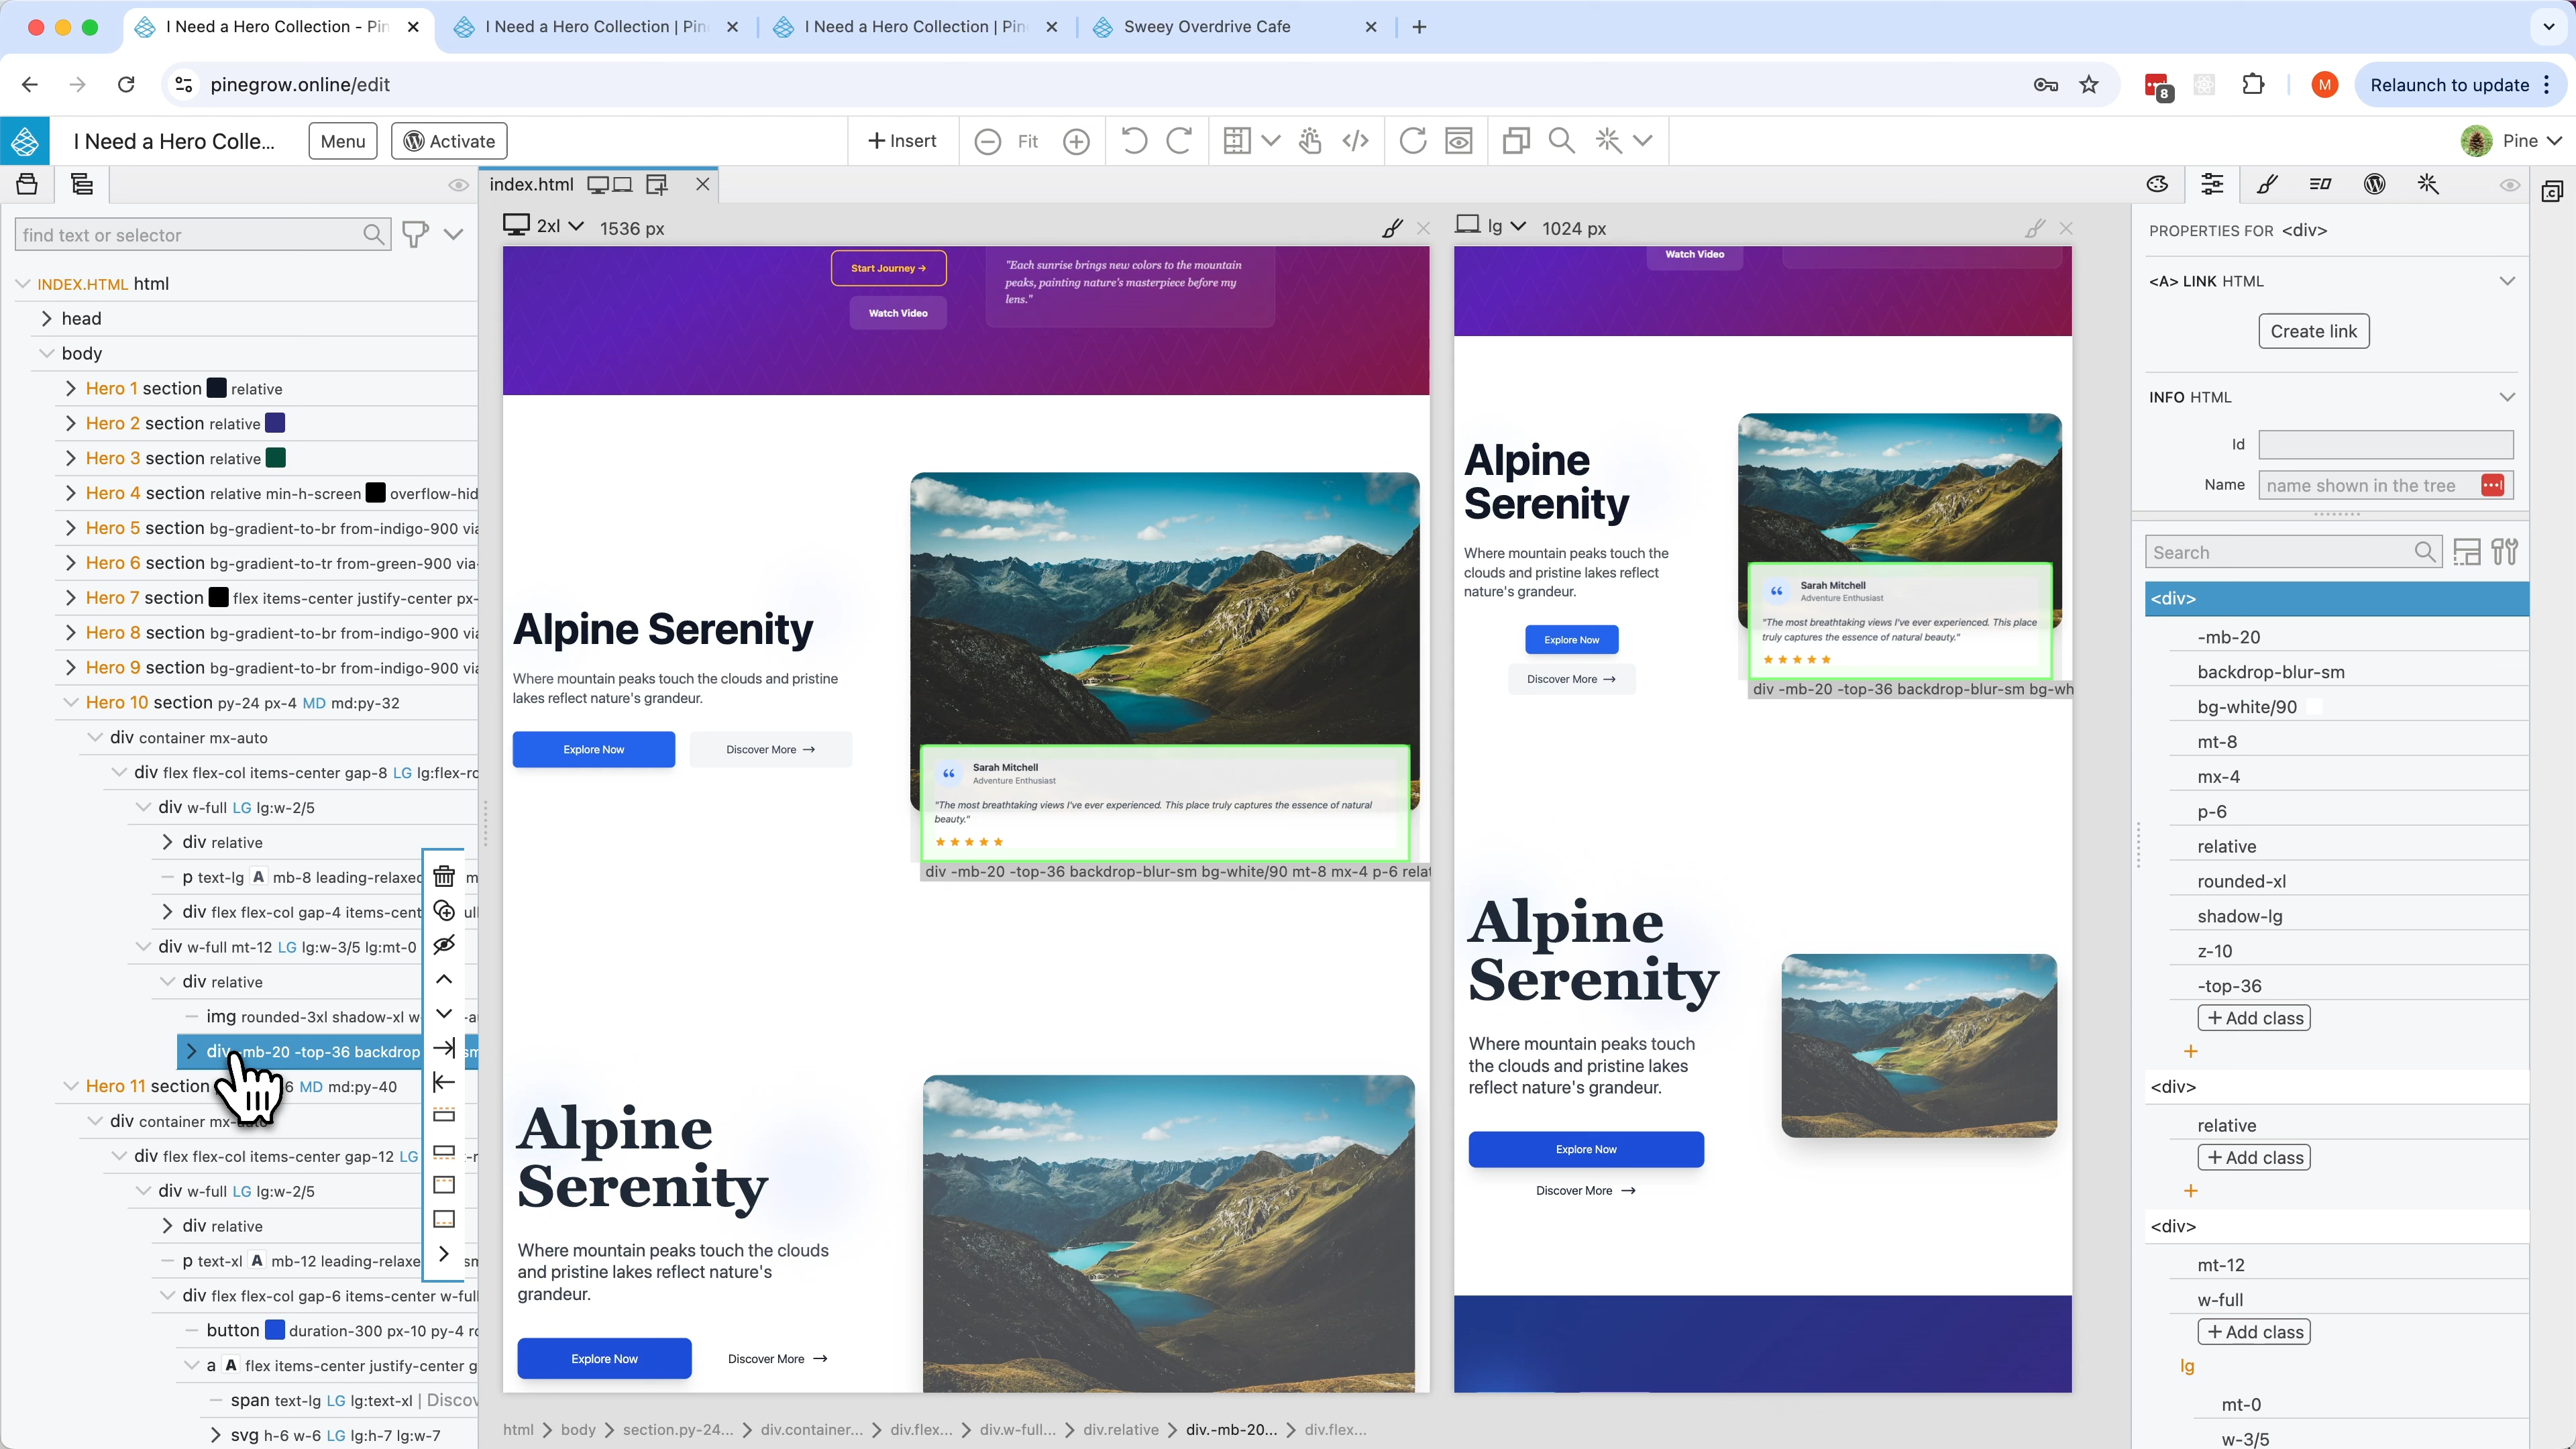 I Need a Hero Collection - Pin
I Need a Hero Collection | Pin
I Need a Hero Collection | Pin
Sweey Overdrive Cafe
pinegrow.online/edit
8
M
Relaunch to update
I Need a Hero Colle...
Menu
Activate
Insert
Fit
Pine
index.html
find text or selector
INDEX.HTML html
head
body
Hero 1 section relative
Hero 2 section relative
Hero 3 section relative
Hero 4 section relative min-h-screen overflow-hid
Hero 5 section bg-gradient-to-br from-indigo-900 via
Hero 6 section bg-gradient-to-tr from-green-900 via-
Hero 7 section flex items-center justify-center px-
Hero 8 section bg-gradient-to-br from-indigo-900 via
Hero 9 section bg-gradient-to-br from-indigo-900 via
Hero 10 section py-24 px-4 MD md:py-32
div container mx-auto
div flex flex-col items-center gap-8 LG lg:flex-ro
div w-full LG lg:w-2/5
div relative
p text-lg A mb-8 leading-relaxed
div flex flex-col gap-4 items-cent
div w-full mt-12 LG lg:w-3/5 lg:mt-0
div relative
img rounded-3xl shadow-xl w
div -mb-20 -top-36 backdrop
Hero 11 section 6 MD md:py-40
div container mx-auto
div flex flex-col items-center gap-12 LG
div w-full LG lg:w-2/5
div relative
p text-xl A mb-12 leading-relaxe
div flex flex-col gap-6 items-center w-full
button duration-300 px-10 py-4 ro
a A flex items-center justify-center g
span text-lg LG lg:text-xl | Discov
svg h-6 w-6 LG lg:h-7 lg:w-7
2xl 1536 px
Start Journey →
Watch Video
"Each sunrise brings new colors to the mountain
peaks, painting nature's masterpiece before my
lens."
Alpine Serenity
Where mountain peaks touch the clouds and pristine
lakes reflect nature's grandeur.
Explore Now
Discover More →
“
Sarah Mitchell
Adventure Enthusiast
"The most breathtaking views I've ever experienced. This place truly captures the essence of natural
beauty."
★ ★ ★ ★ ★
div -mb-20 -top-36 backdrop-blur-sm bg-white/90 mt-8 mx-4 p-6 relat
Alpine
Serenity
Where mountain peaks touch the clouds
and pristine lakes reflect nature's
grandeur.
Explore Now
Discover More →
lg 1024 px
Watch Video
Alpine
Serenity
Where mountain peaks touch the
clouds and pristine lakes reflect
nature's grandeur.
Explore Now
Discover More →
“
Sarah Mitchell
Adventure Enthusiast
"The most breathtaking views I've ever experienced. This place
truly captures the essence of natural beauty."
★ ★ ★ ★ ★
div -mb-20 -top-36 backdrop-blur-sm bg-wh
Alpine
Serenity
Where mountain peaks touch
the clouds and pristine lakes
reflect nature's grandeur.
Explore Now
Discover More →
html > body > section.py-24... > div.container... > div.flex... > div.w-full... > div.relative > div.-mb-20... > div.flex...
PROPERTIES FOR <div>
<A> LINK HTML
Create link
INFO HTML
Id
Name name shown in the tree
Search
<div>
-mb-20
backdrop-blur-sm
bg-white/90
mt-8
mx-4
p-6
relative
rounded-xl
shadow-lg
z-10
-top-36
+ Add class
+
<div>
relative
+ Add class
+
<div>
mt-12
w-full
+ Add class
lg
mt-0
w-3/5